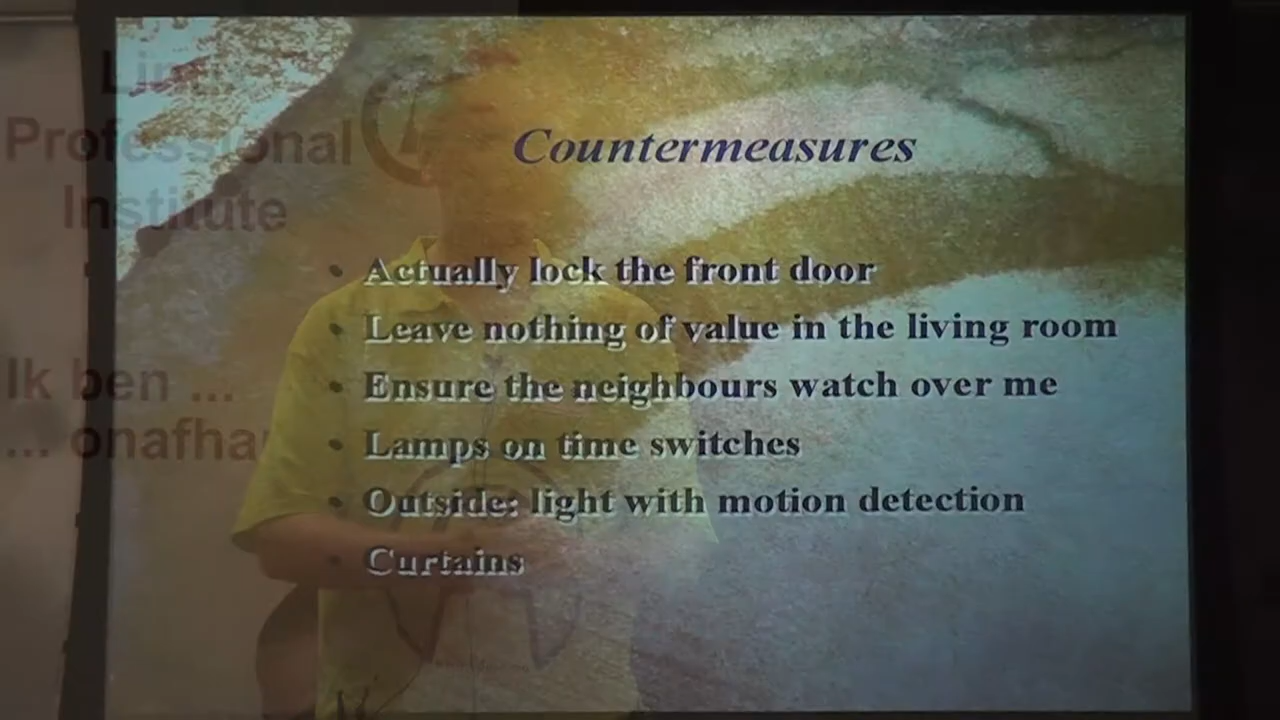 Professional
Institute
Ik ben ...
Countermeasures
• Actually lock the front door
• Leave nothing of value in the living room
• Ensure the neighbours watch over me
• Lamps on time switches
• Outside: light with motion detection
• Curtains